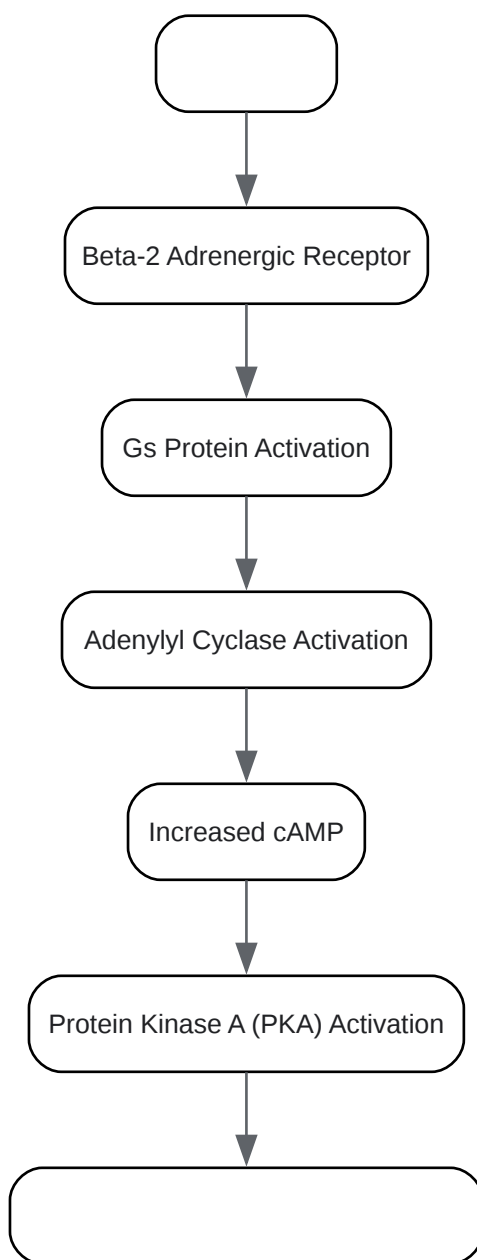 Beta-2 Adrenergic Receptor
Gs Protein Activation
Adenylyl Cyclase Activation
Increased cAMP
Protein Kinase A (PKA) Activation